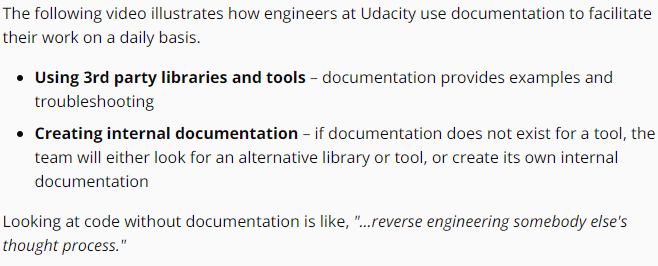 The following video illustrates how engineers at Udacity use documentation to facilitate
their work on a daily basis.
• Using 3rd party libraries and tools – documentation provides examples and
troubleshooting
• Creating internal documentation – if documentation does not exist for a tool, the
team will either look for an alternative library or tool, or create its own internal
documentation
Looking at code without documentation is like, "...reverse engineering somebody else's
thought process."